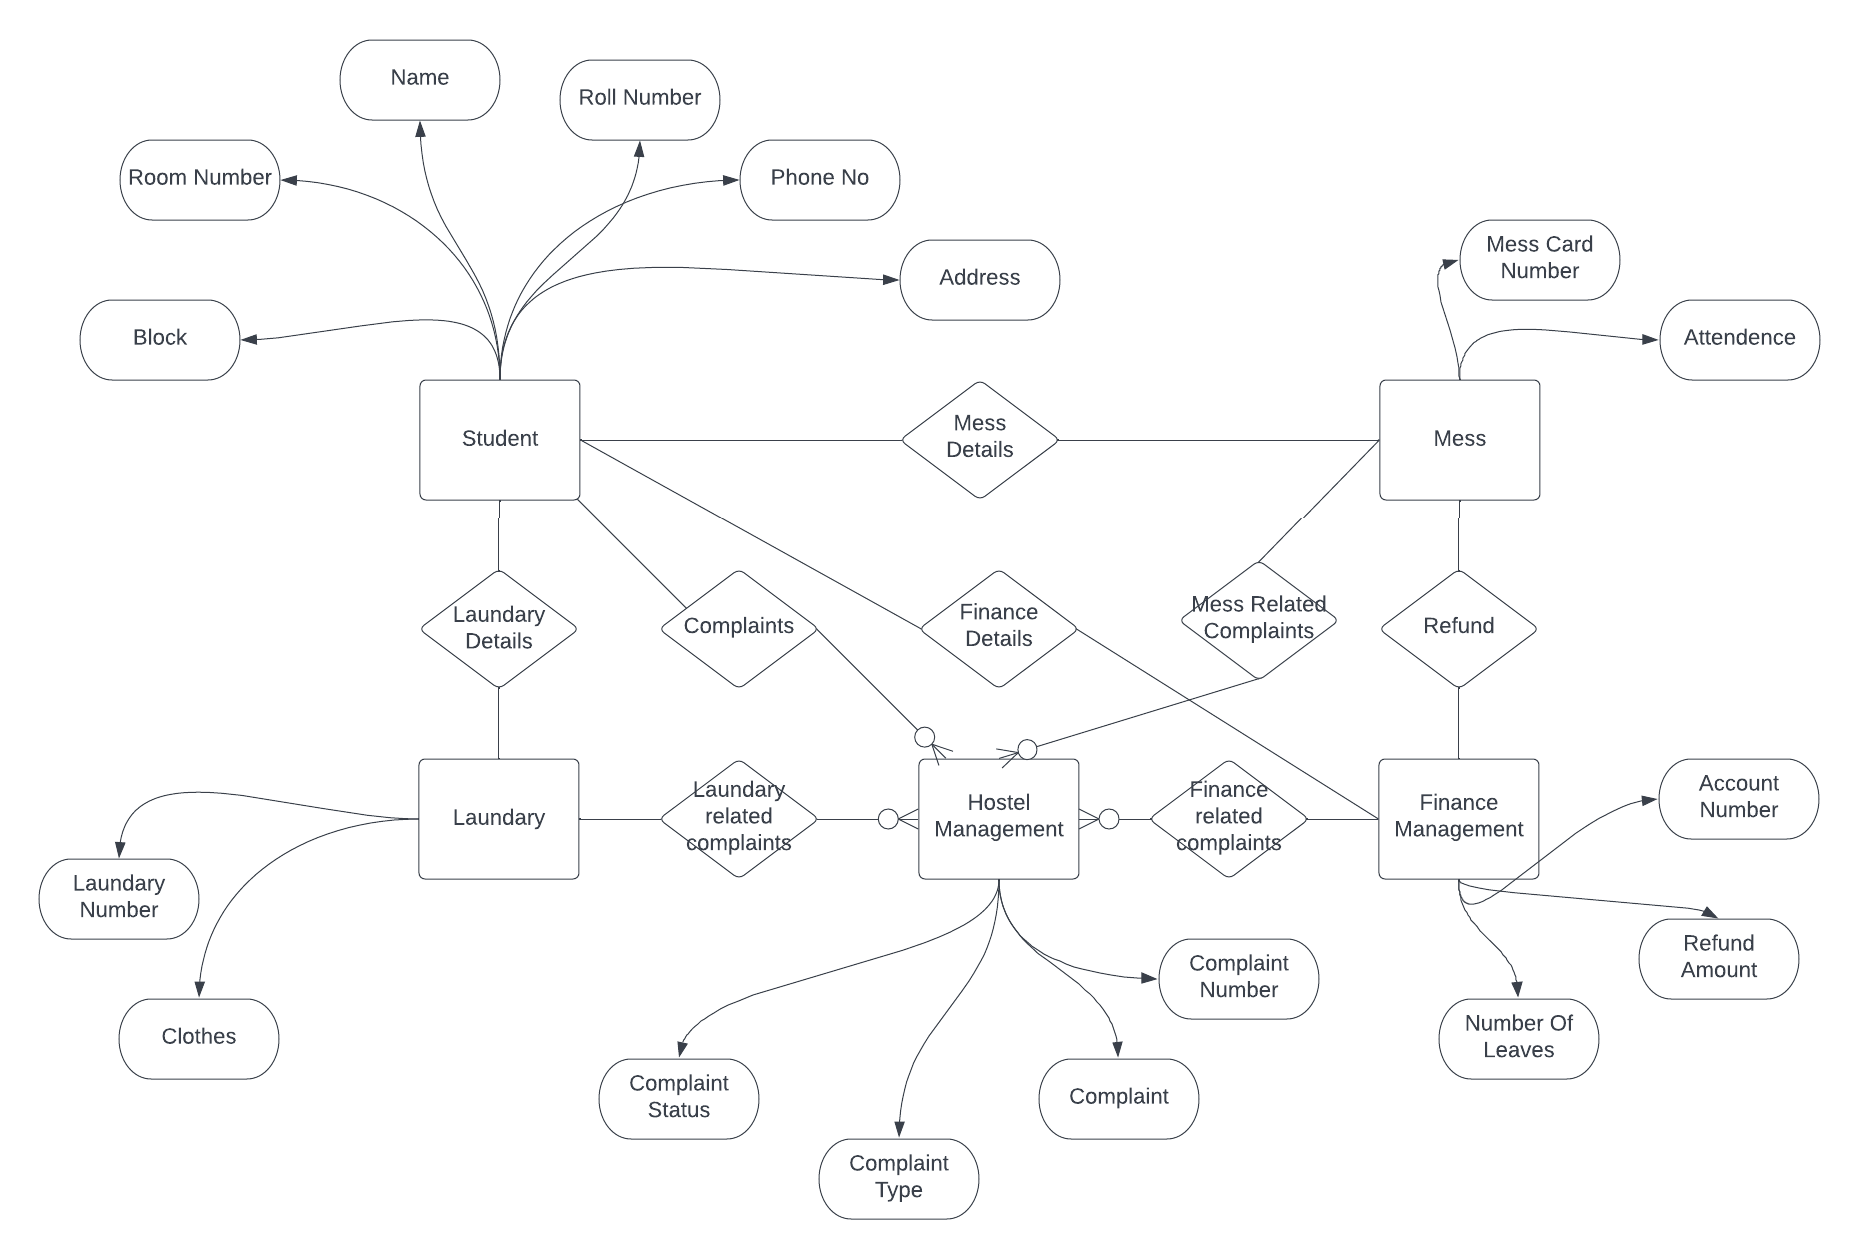 Name
Roll Number
Room Number
Phone No
Mess Card
Number
Address
Block
Attendence
Student
Mess
Details
Mess
Laundary
Details
Complaints
Finance
Details
Mess Related
Complaints
Refund
Laundary
Laundary
related
complaints
Hostel
Management
Finance
related
complaints
Finance
Management
Account
Number
Laundary
Number
Refund
Amount
Complaint
Number
Clothes
Number Of
Leaves
Complaint
Status
Complaint
Complaint
Type